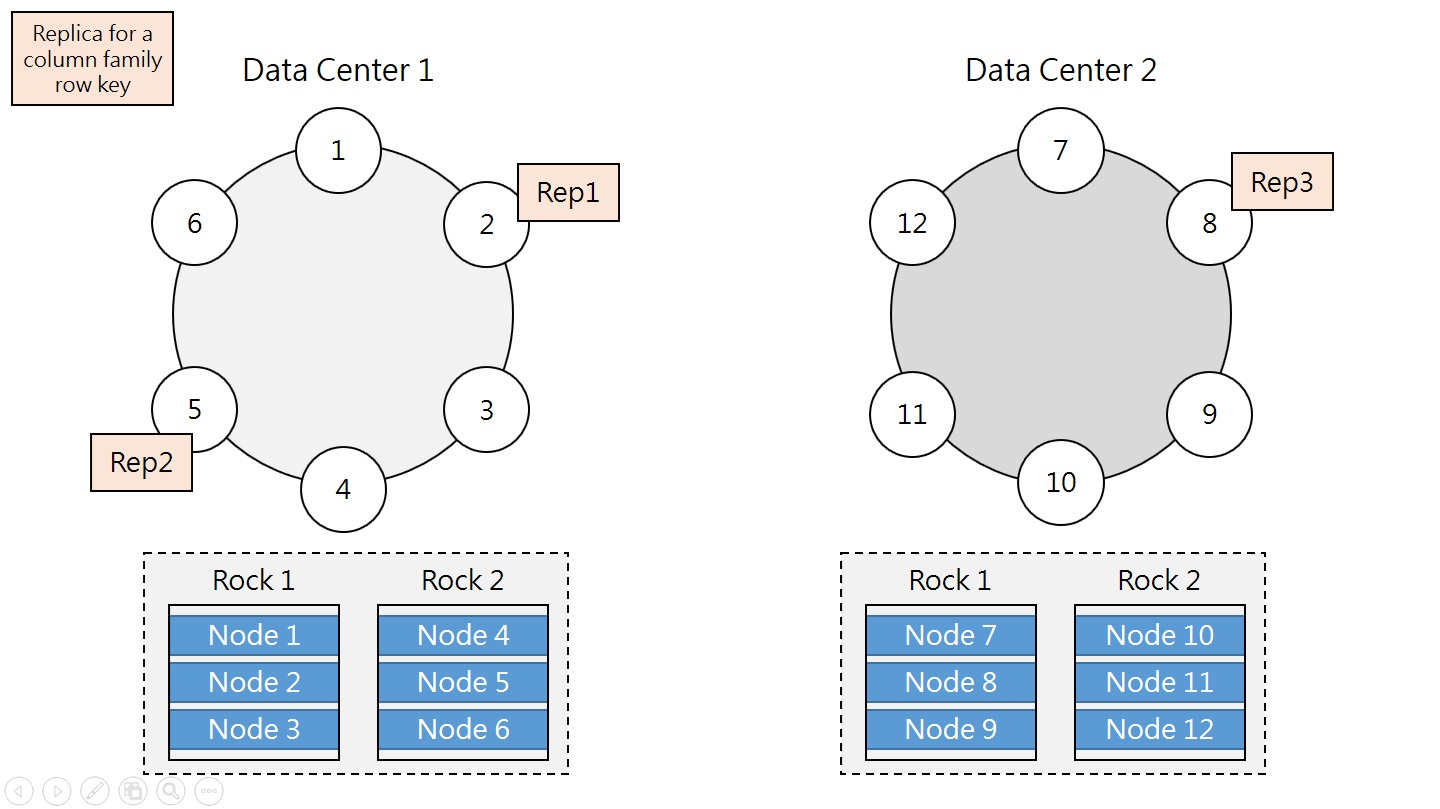 Replica for a
column family
row key
Data Center 1
1
2
3
4
5
6
Rep1
Rep2
Rock 1
Node 1
Node 2
Node 3
Rock 2
Node 4
Node 5
Node 6
Data Center 2
7
8
9
10
11
12
Rep3
Rock 1
Node 7
Node 8
Node 9
Rock 2
Node 10
Node 11
Node 12